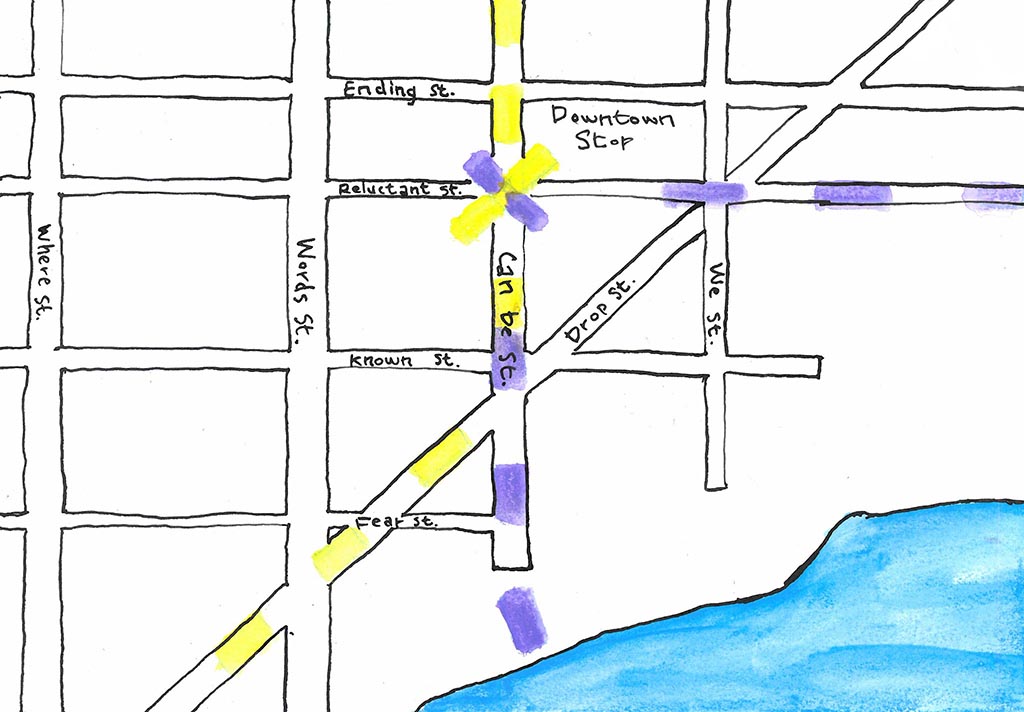 Ending St.
Downtown
Stop
Reluctant St.
Where St.
Words St.
Can be St.
Drop St.
We St.
Known St.
Fear St.